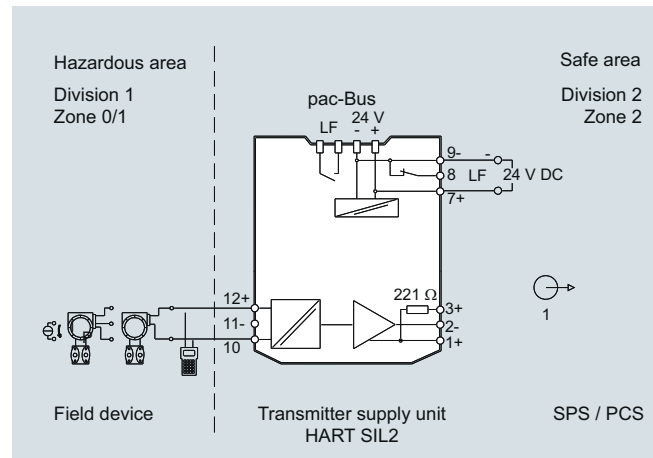 Hazardous area
Safe area
Division 1
Zone 0/1
pac-Bus
Division 2
Zone 2
LF
24 V
- +
9-
-
8
LF
24 V DC
7+
12+
221 Ω
3+
11-
2-
10
1+
1
Field device
Transmitter supply unit
HART SIL2
SPS / PCS